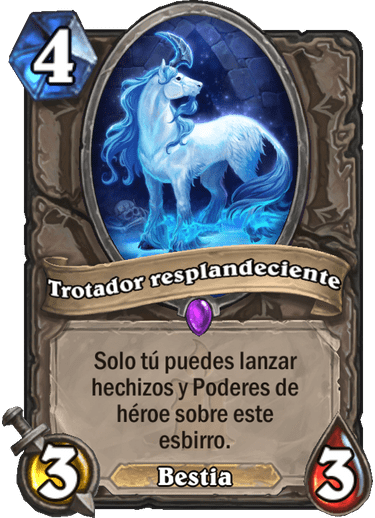 4
Trotador resplandeciente
Solo tú puedes lanzar
hechizos y Poderes de
héroe sobre este
esbirro.
3
Bestia
3